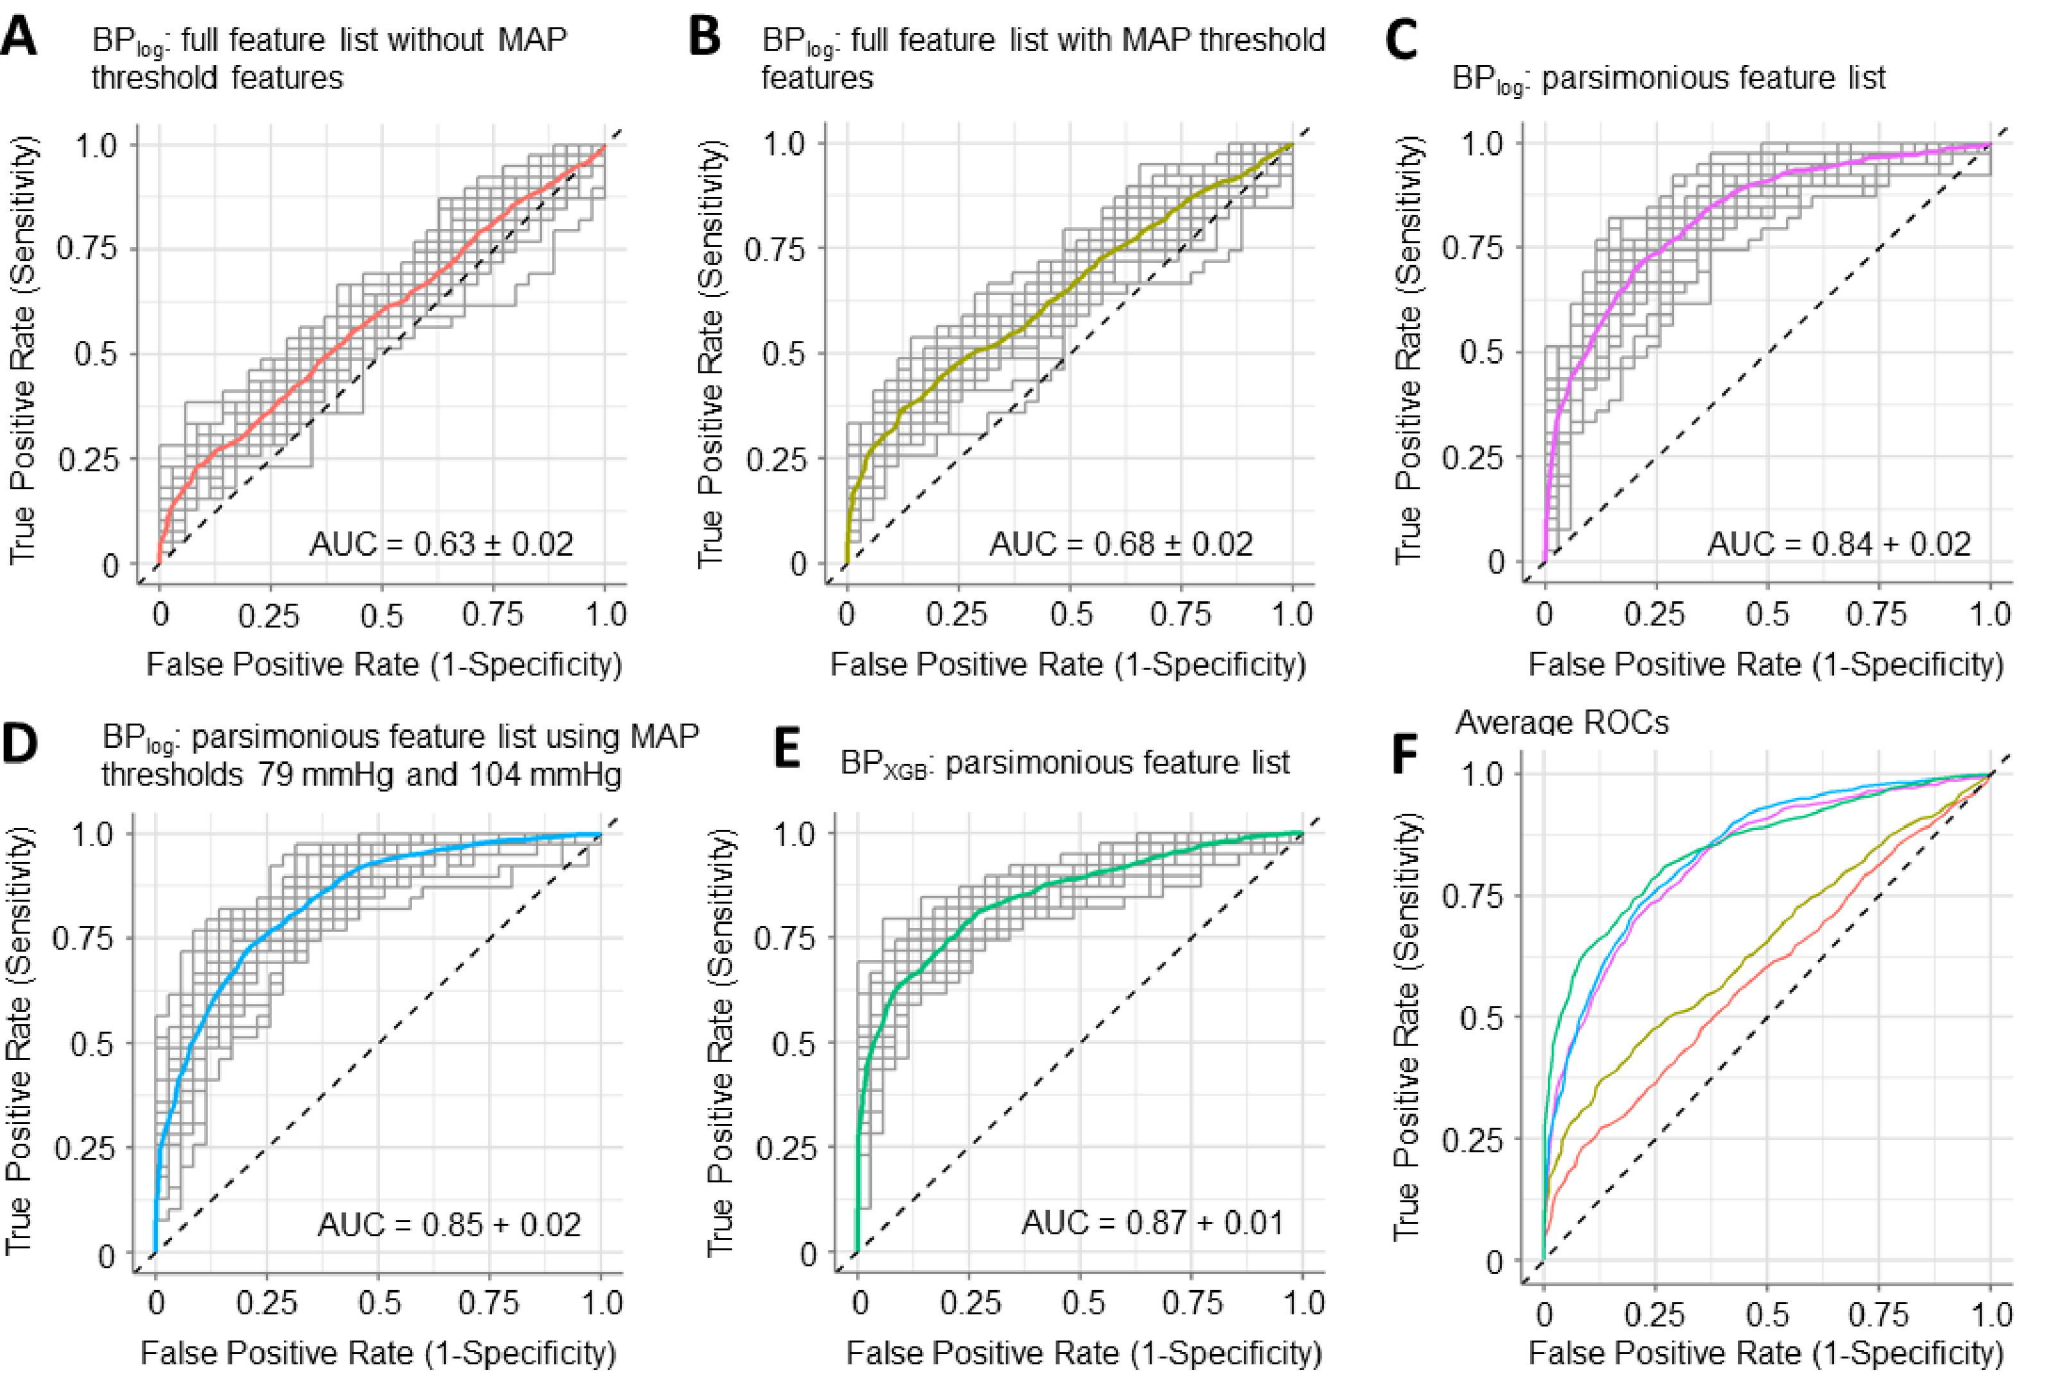 A
BPlog: full feature list without MAP
threshold features
True Positive Rate (Sensitivity)
1.0
0.75
0.5
0.25
0
AUC = 0.63 ± 0.02
0 0.25 0.5 0.75 1.0
False Positive Rate (1-Specificity)
B
BPlog: full feature list with MAP threshold
features
True Positive Rate (Sensitivity)
1.0
0.75
0.5
0.25
0
AUC = 0.68 ± 0.02
0 0.25 0.5 0.75 1.0
False Positive Rate (1-Specificity)
C
BPlog: parsimonious feature list
True Positive Rate (Sensitivity)
1.0
0.75
0.5
0.25
0
AUC = 0.84 + 0.02
0 0.25 0.5 0.75 1.0
False Positive Rate (1-Specificity)
D
BPlog: parsimonious feature list using MAP
thresholds 79 mmHg and 104 mmHg
True Positive Rate (Sensitivity)
1.0
0.75
0.5
0.25
0
AUC = 0.85 + 0.02
0 0.25 0.5 0.75 1.0
False Positive Rate (1-Specificity)
E
BPXGB: parsimonious feature list
True Positive Rate (Sensitivity)
1.0
0.75
0.5
0.25
0
AUC = 0.87 + 0.01
0 0.25 0.5 0.75 1.0
False Positive Rate (1-Specificity)
F
Average ROCs
True Positive Rate (Sensitivity)
1.0
0.75
0.5
0.25
0
0 0.25 0.5 0.75 1.0
False Positive Rate (1-Specificity)